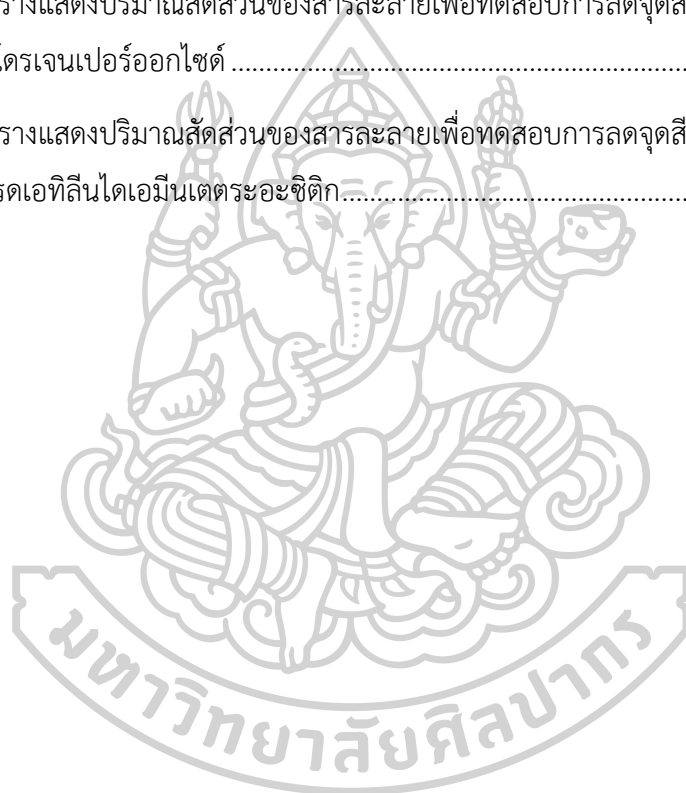 รางแสดงปริมาณสัดส่วนของสารละลายเพื่อทดสอบการลดจุดสี
โดรเจนเปอร์ออกไซด์ ....................................................................
รางแสดงปริมาณสัดส่วนของสารละลายเพื่อทดสอบการลดจุดสี
รดเอทิลีนไดเอมีนเตตระอะซิติก..................................................
มหาวิทยาลัยศิลปากร